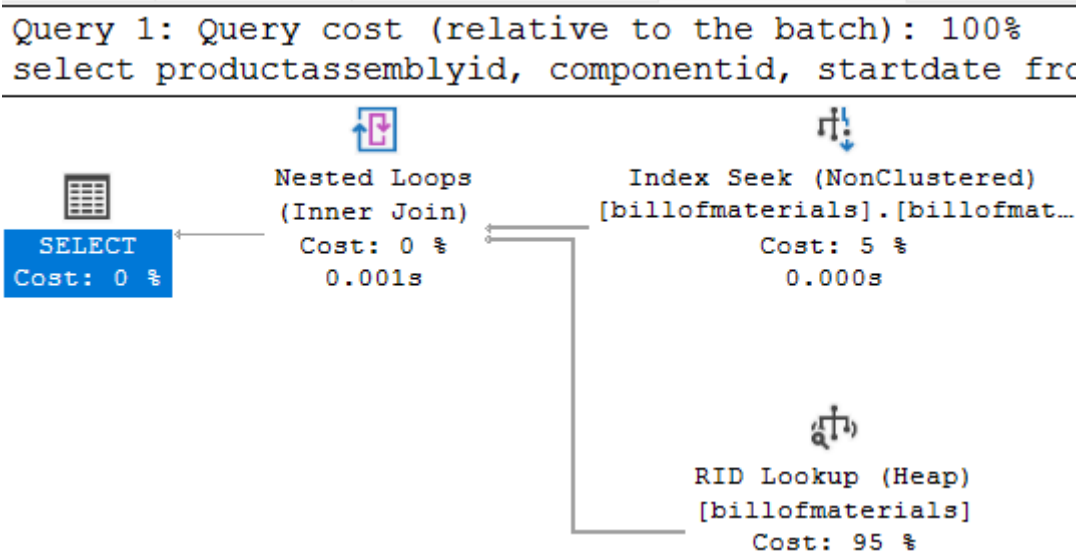 Query 1: Query cost (relative to the batch): 100%
select productassemblyid, componentid, startdate fro
Nested Loops
(Inner Join)
Cost: 0 %
0.001s
Index Seek (NonClustered)
[billofmaterials].[billofmat…
Cost: 5 %
0.000s
SELECT
Cost: 0 %
RID Lookup (Heap)
[billofmaterials]
Cost: 95 %